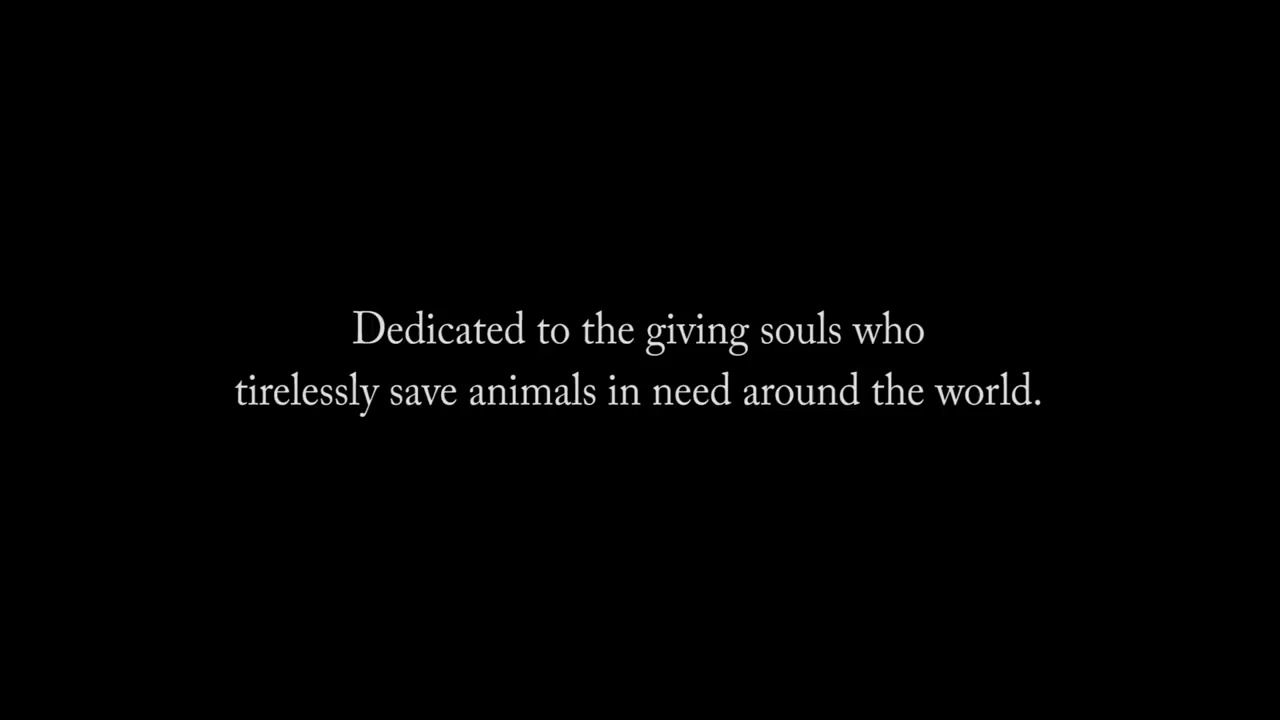 Dedicated to the giving souls who
tirelessly save animals in need around the world.